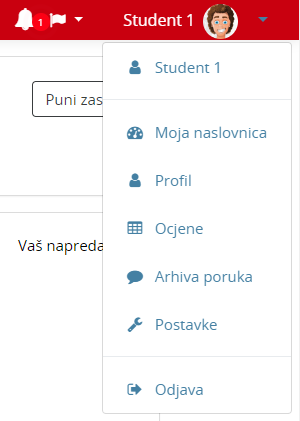 1
Student 1
Student 1
Puni zas
Moja naslovnica
Profil
Ocjene
Vaš napreda
Arhiva poruka
Postavke
Odjava